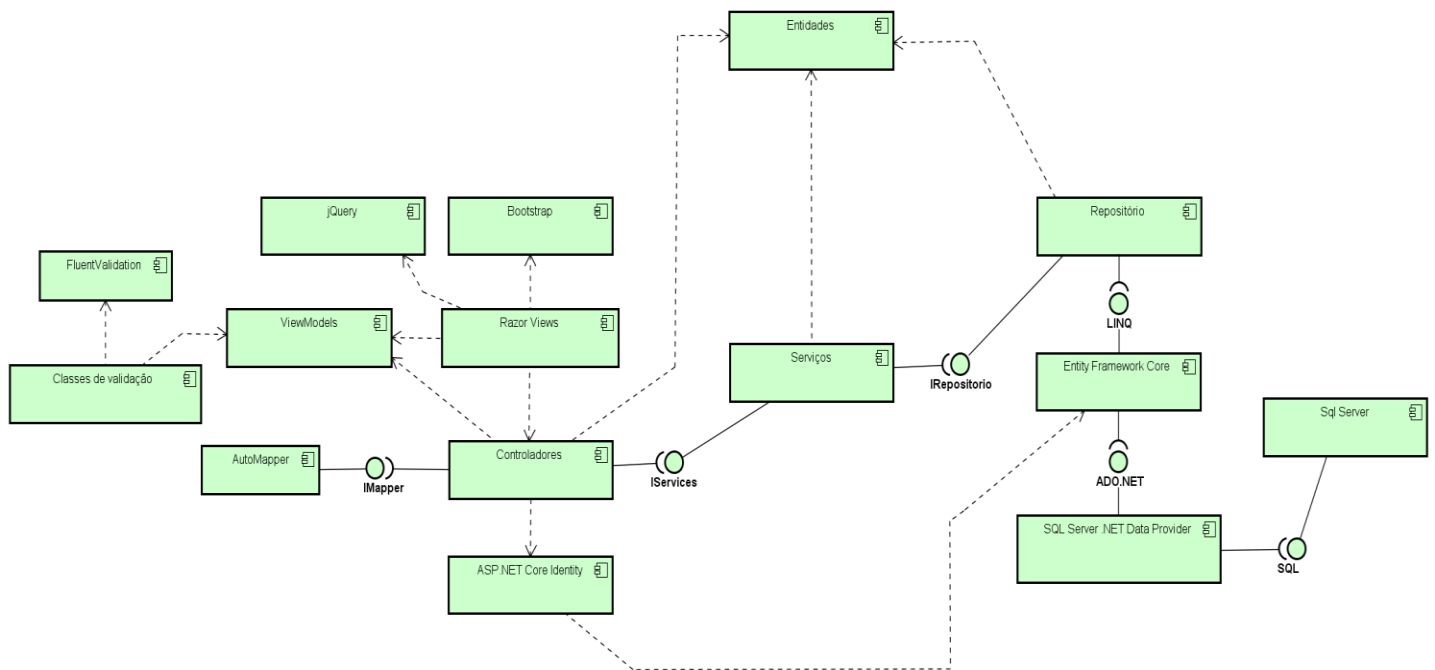 Entidades
jQuery
Bootstrap
Repositório
FluentValidation
ViewModels
Razor Views
LINQ
Classes de validação
Serviços
IRepositorio
Entity Framework Core
Sql Server
AutoMapper
IMapper
Controladores
IServices
ADO.NET
ASP.NET Core Identity
SQL Server .NET Data Provider
SQL